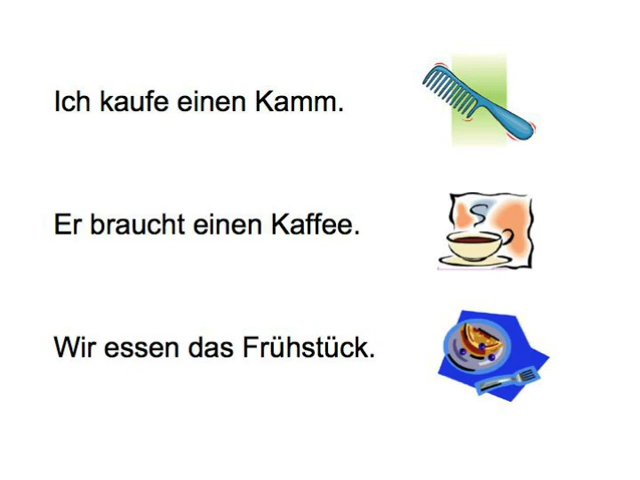 Ich kaufe einen Kamm.
Er braucht einen Kaffee.
Wir essen das Frühstück.